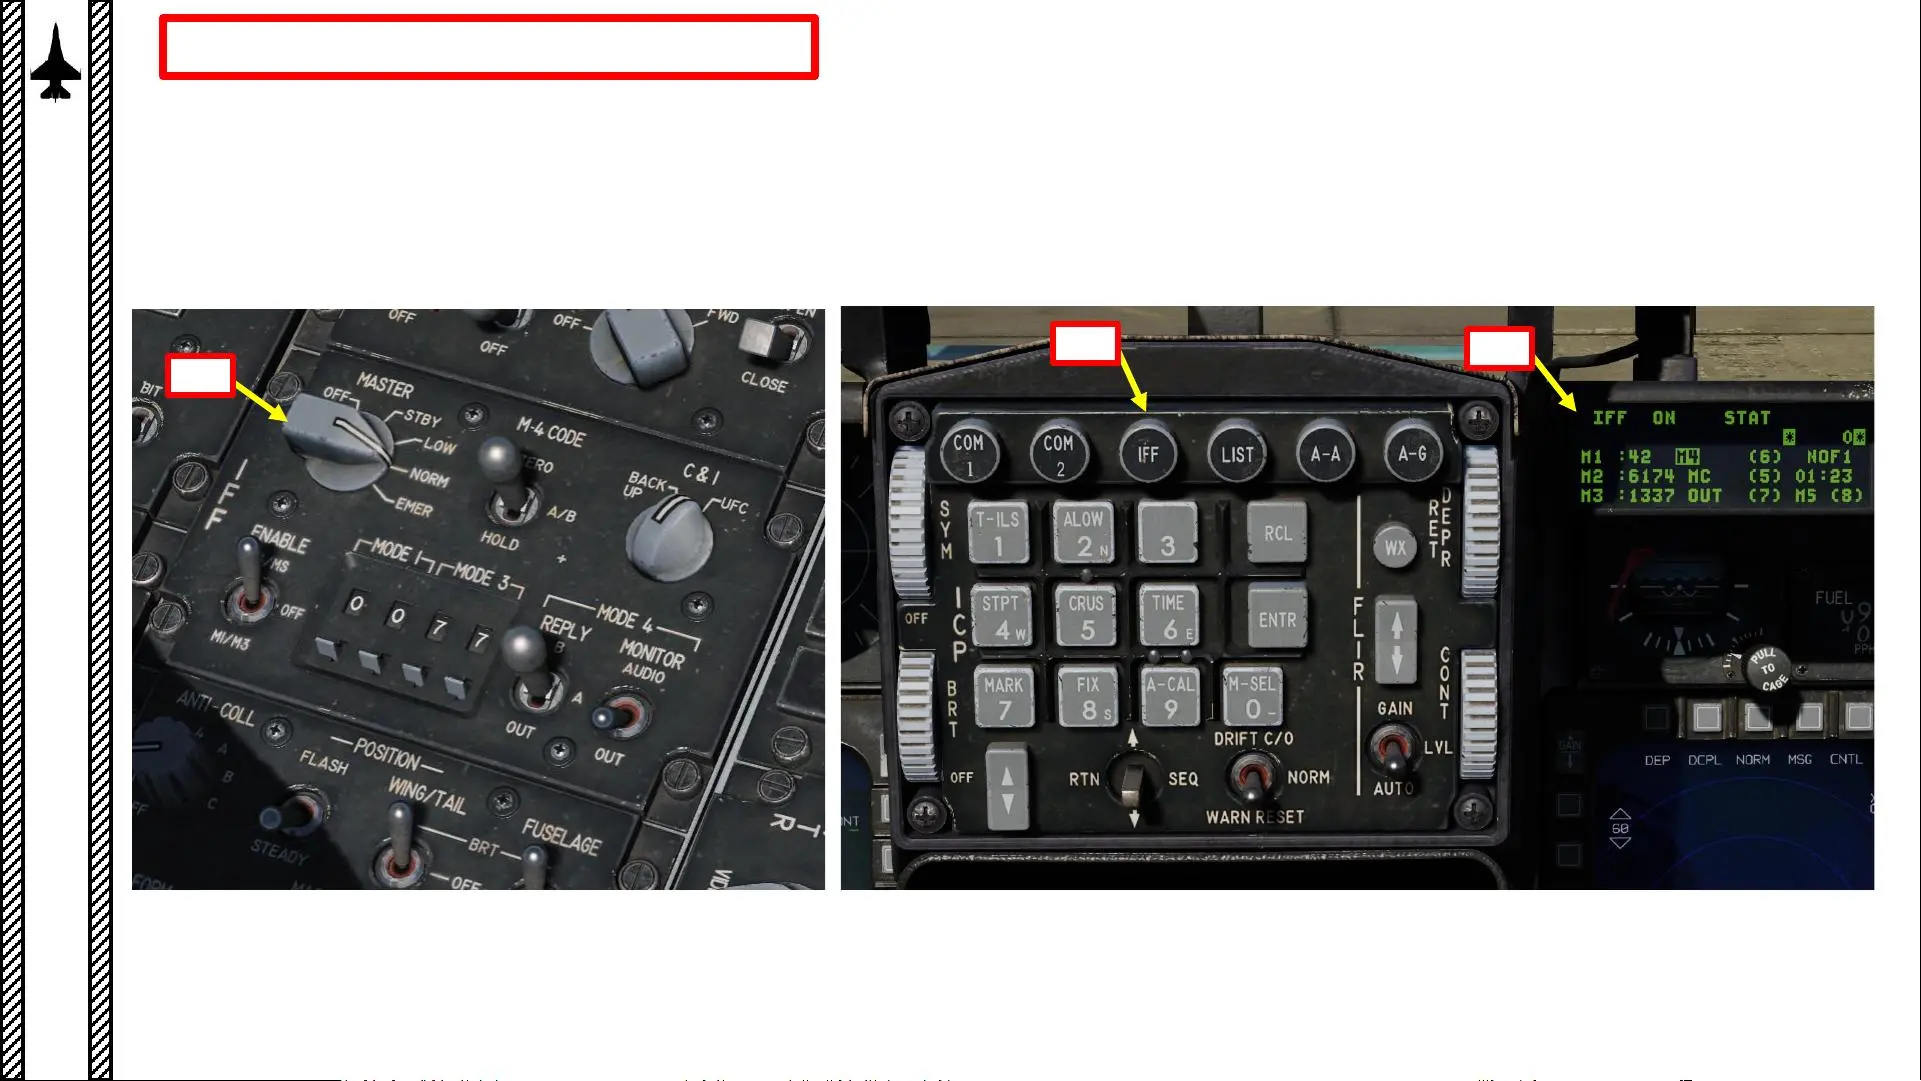 OFF
OFF
OFF
FWD
CLOSE
BIT
MASTER
OFF
STBY
LOW
NORM
EMER
M-4 CODE
ZERO
A/B
HOLD
C & I
BACK
UP
UFC
IFF
ENABLE
MS
OFF
M1/M3
MODE 1
MODE 3
0 0 7 7
MODE 4
REPLY
B
A
OUT
MONITOR
AUDIO
OUT
ANTI-COLL
4
A
B
C
POSITION
FLASH
STEADY
WING/TAIL
BRT
OFF
FUSELAGE
COM
1
COM
2
IFF
LIST
A-A
A-G
SYM
T-ILS
1
ALOW
2 N
3
RCL
WX
RET
DEPR
OFF
ICP
STPT
4 W
CRUS
5
TIME
6 E
ENTR
FLIR
BRT
MARK
7
FIX
8 S
A-CAL
9
M-SEL
0 -
CONT
GAIN
LVL
AUTO
OFF
RTN
SEQ
DRIFT C/O
NORM
WARN RESET
IFF ON STAT
* 0*
M1 :42 M4 (6) NOF1
M2 :6174 MC (5) 01:23
M3 :1337 OUT (7) M5 (8)
FUEL
PPH
PULL
TO
CAGE
GAIN
DEP DCPL NORM MSG CNTL
60